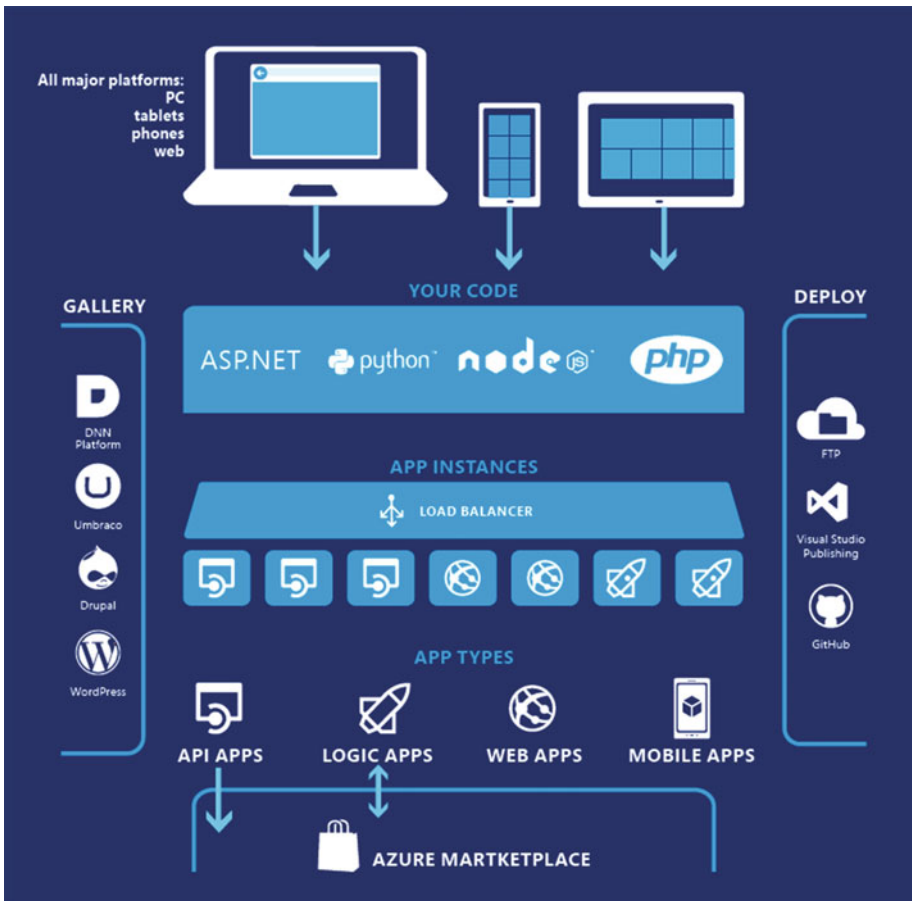 All major platforms:
PC
tablets
phones
web
YOUR CODE
GALLERY
DEPLOY
ASP.NET
python™
node JS
php
DNN
Platform
Umbraco
Drupal
WordPress
FTP
Visual Studio
Publishing
GitHub
APP INSTANCES
LOAD BALANCER
APP TYPES
API APPS
LOGIC APPS
WEB APPS
MOBILE APPS
AZURE MARTKETPLACE